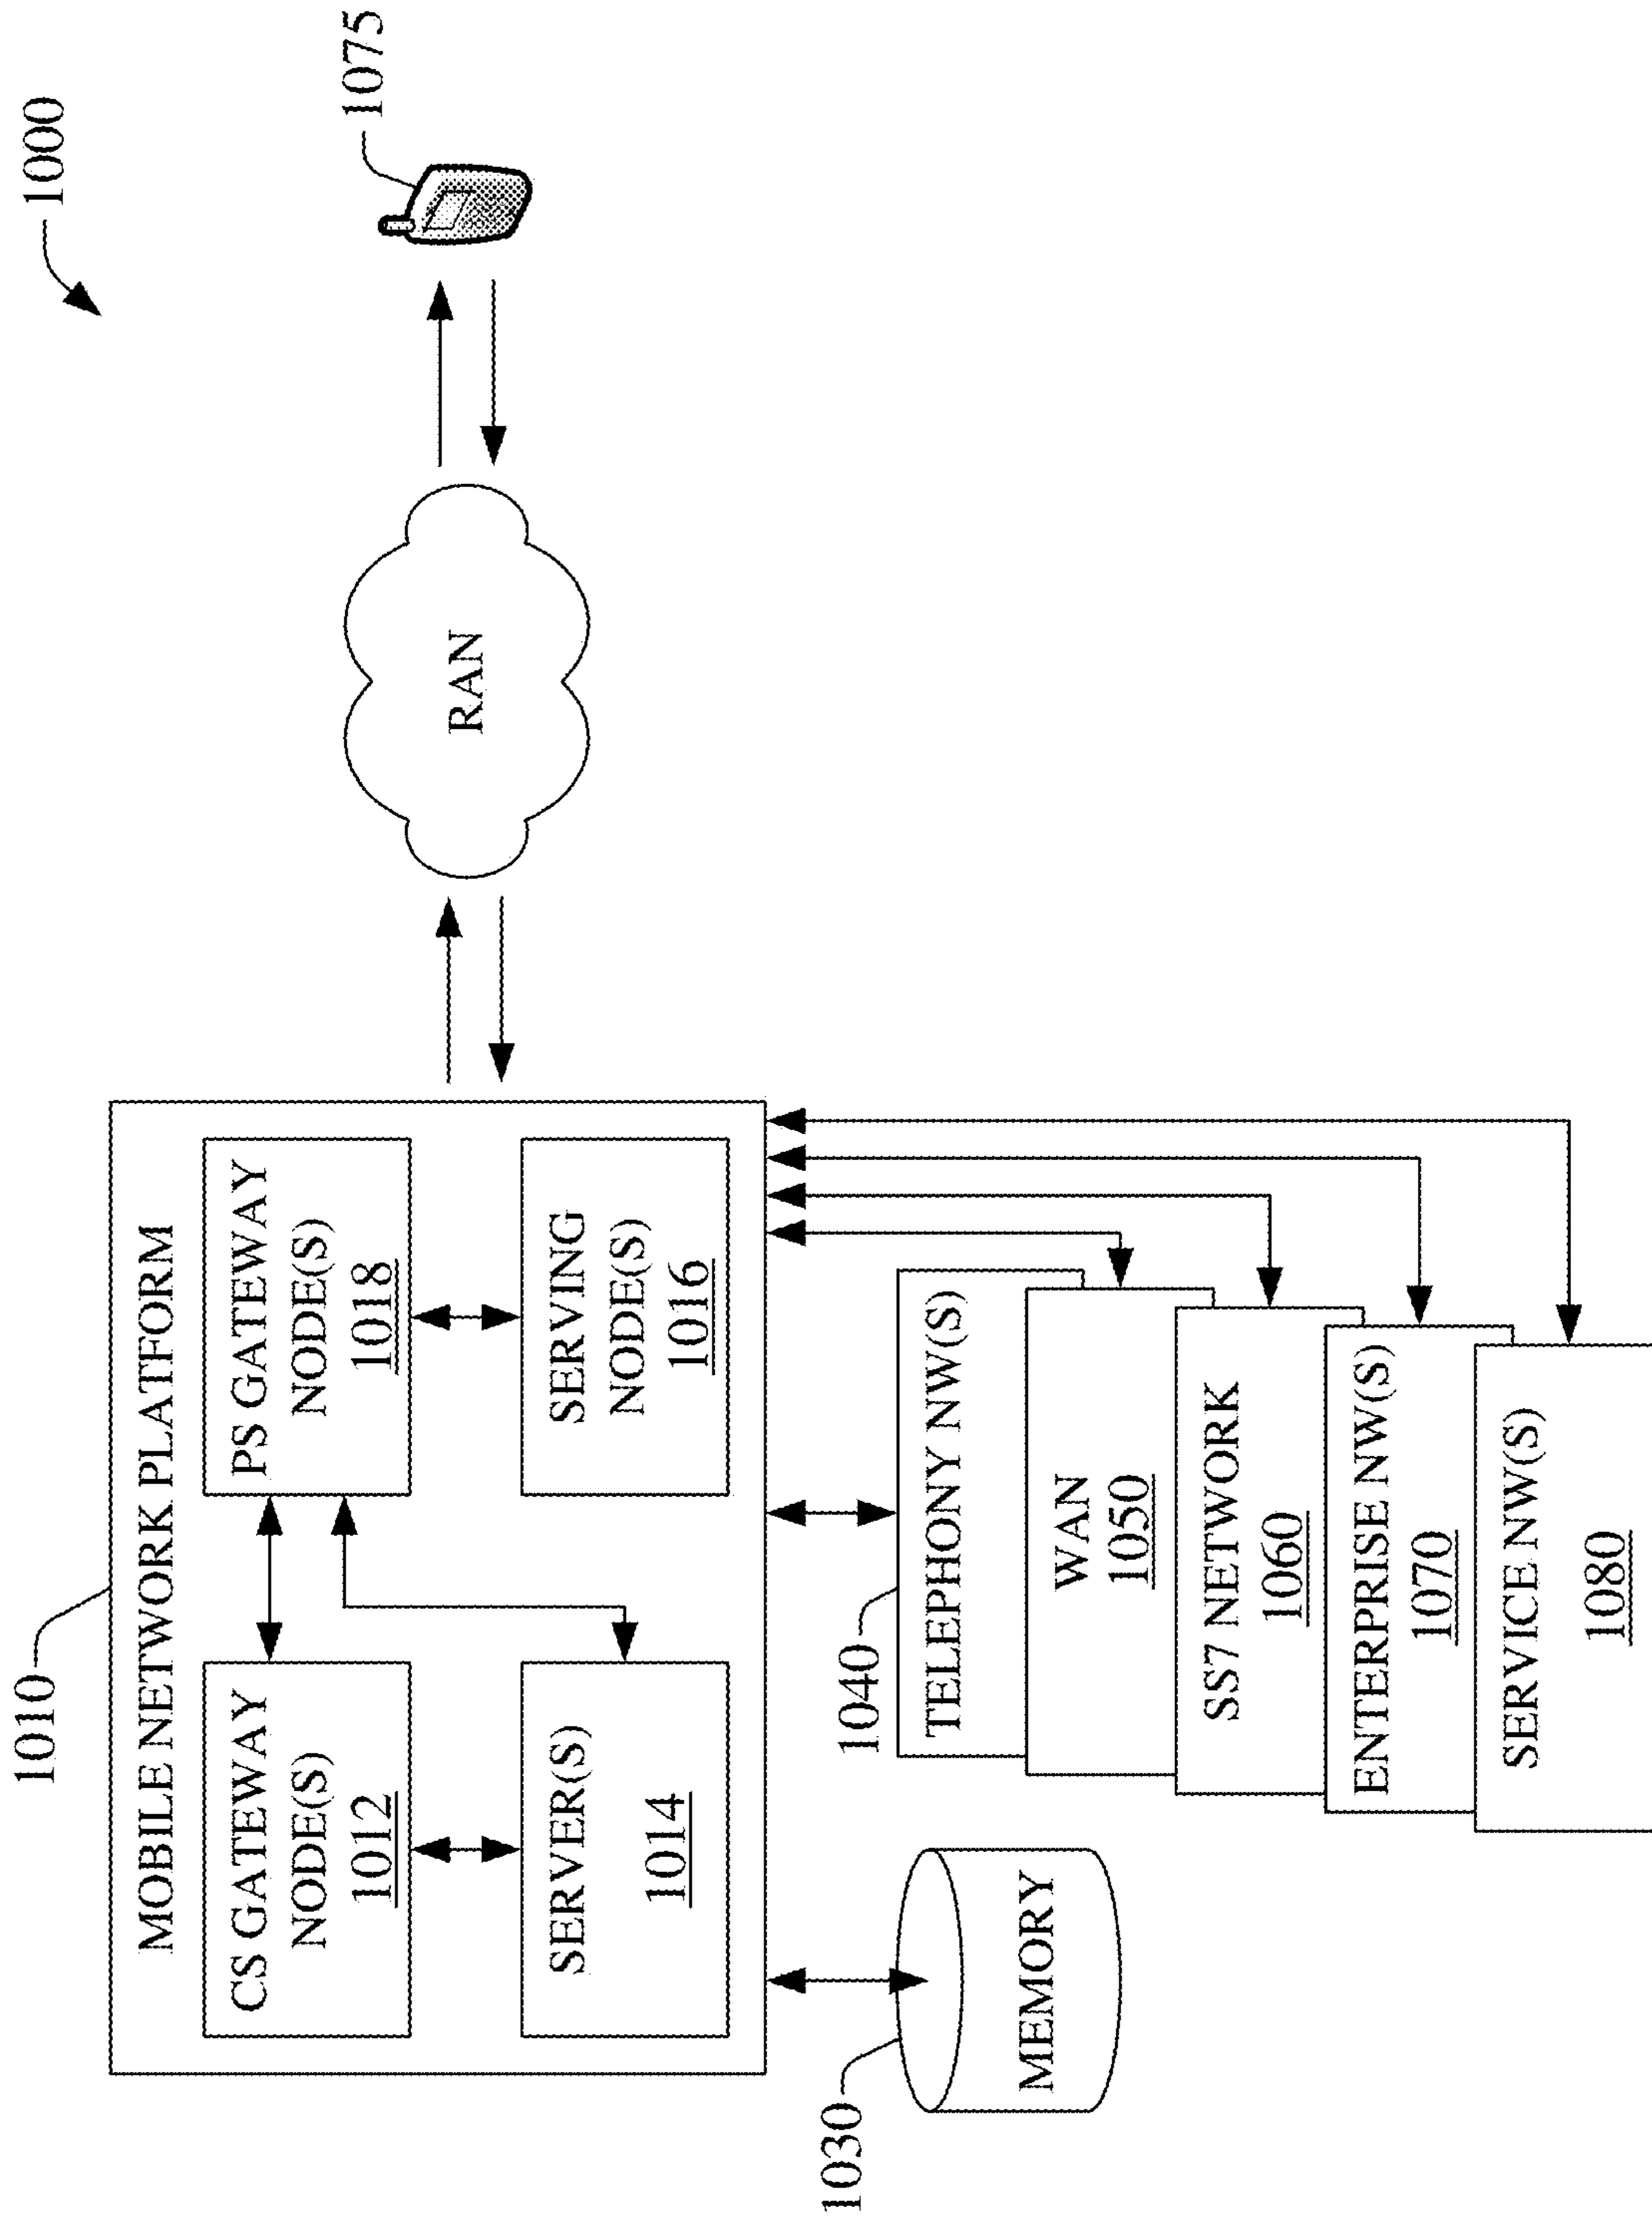 1000
1010
MOBILE NETWORK PLATFORM
CS GATEWAY
NODE(S)
1012
PS GATEWAY
NODE(S)
1018
SERVER(S)
1014
SERVING
NODE(S)
1016
RAN
1075
1030
MEMORY
1040
TELEPHONY NW(S)
WAN
1050
SS7 NETWORK
1060
ENTERPRISE NW(S)
1070
SERVICE NW(S)
1080